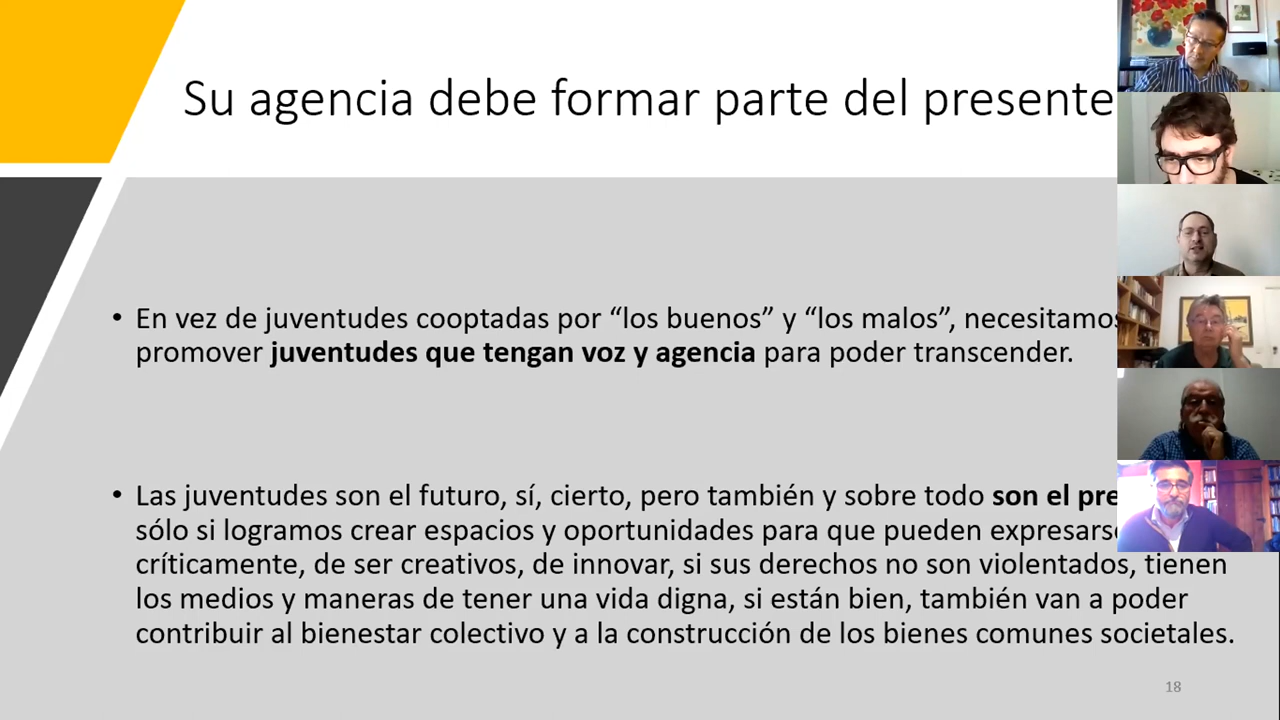 Su agencia debe formar parte del presente
• En vez de juventudes cooptadas por “los buenos” y “los malos”, necesitamos
promover juventudes que tengan voz y agencia para poder transcender.
• Las juventudes son el futuro, sí, cierto, pero también y sobre todo son el
sólo si logramos crear espacios y oportunidades para que pueden expresarse
críticamente, de ser creativos, de innovar, si sus derechos no son violentados, tienen
los medios y maneras de tener una vida digna, si están bien, también van a poder
contribuir al bienestar colectivo y a la construcción de los bienes comunes societales.
18